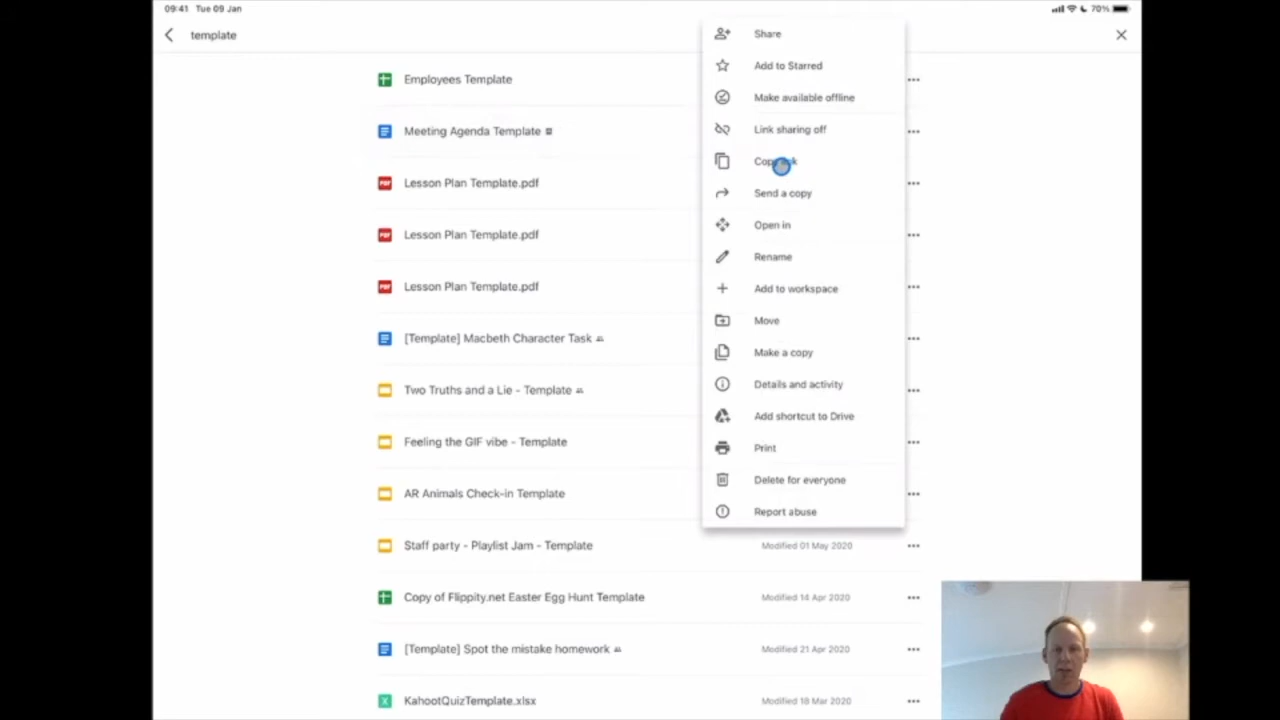 09:41 Tue 09 Jan
70%
template
Employees Template
Meeting Agenda Template
Lesson Plan Template.pdf
Lesson Plan Template.pdf
Lesson Plan Template.pdf
[Template] Macbeth Character Task
Two Truths and a Lie - Template
Feeling the GIF vibe - Template
AR Animals Check-in Template
Staff party - Playlist Jam - Template
Modified 01 May 2020
Copy of Flippity.net Easter Egg Hunt Template
Modified 14 Apr 2020
[Template] Spot the mistake homework
Modified 21 Apr 2020
KahootQuizTemplate.xlsx
Modified 18 Mar 2020
Share
Add to Starred
Make available offline
Link sharing off
Copy
Send a copy
Open in
Rename
Add to workspace
Move
Make a copy
Details and activity
Add shortcut to Drive
Print
Delete for everyone
Report abuse